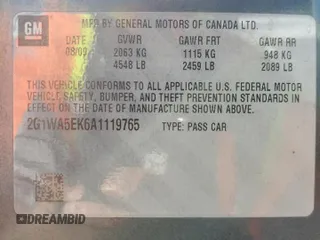 GM
MFD BY GENERAL MOTORS OF CANADA LTD.
DATE GVWR GAWR FRT GAWR RR
08/09 2063 KG 1115 KG 948 KG
4548 LB 2459 LB 2089 LB
THIS VEHICLE CONFORMS TO ALL APPLICABLE U.S. FEDERAL MOTOR
VEHICLE SAFETY, BUMPER, AND THEFT PREVENTION STANDARDS IN
EFFECT ON THE DATE OF MANUFACTURE SHOWN ABOVE.
2G1WA5EK6A1119765 TYPE: PASS CAR
DREAMBID